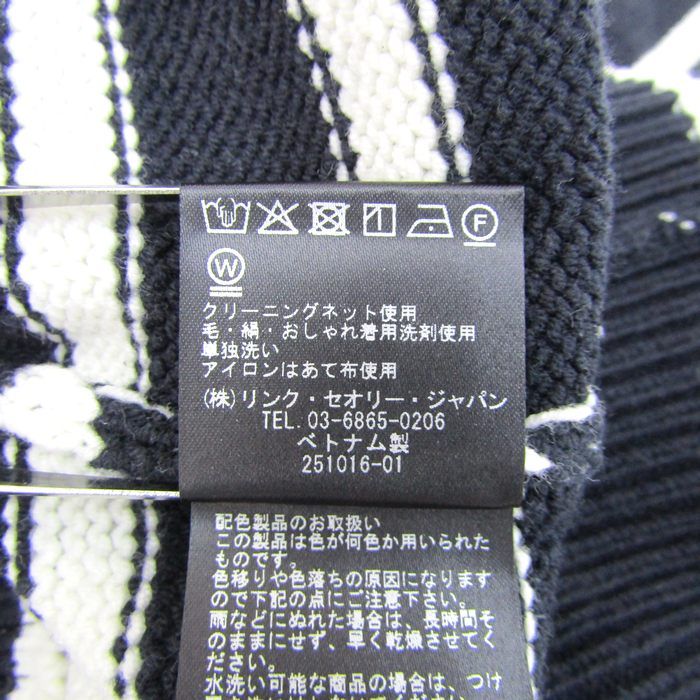 F
W
クリーニングネット使用
毛・絹・おしゃれ着用洗剤使用
単独洗い
アイロンはあて布使用
(株)リンク・セオリー・ジャパン
TEL. 03-6865-0206
ベトナム製
251016-01
配色製品のお取扱い
この製品は色が何色か用いられた
ものです。
色移りや色落ちの原因になります
ので下記の点にご注意下さい。
雨などにぬれた場合は、長時間そ
のままにせず、早く乾燥させてく
ださい。
水洗い可能な商品の場合は、つけ